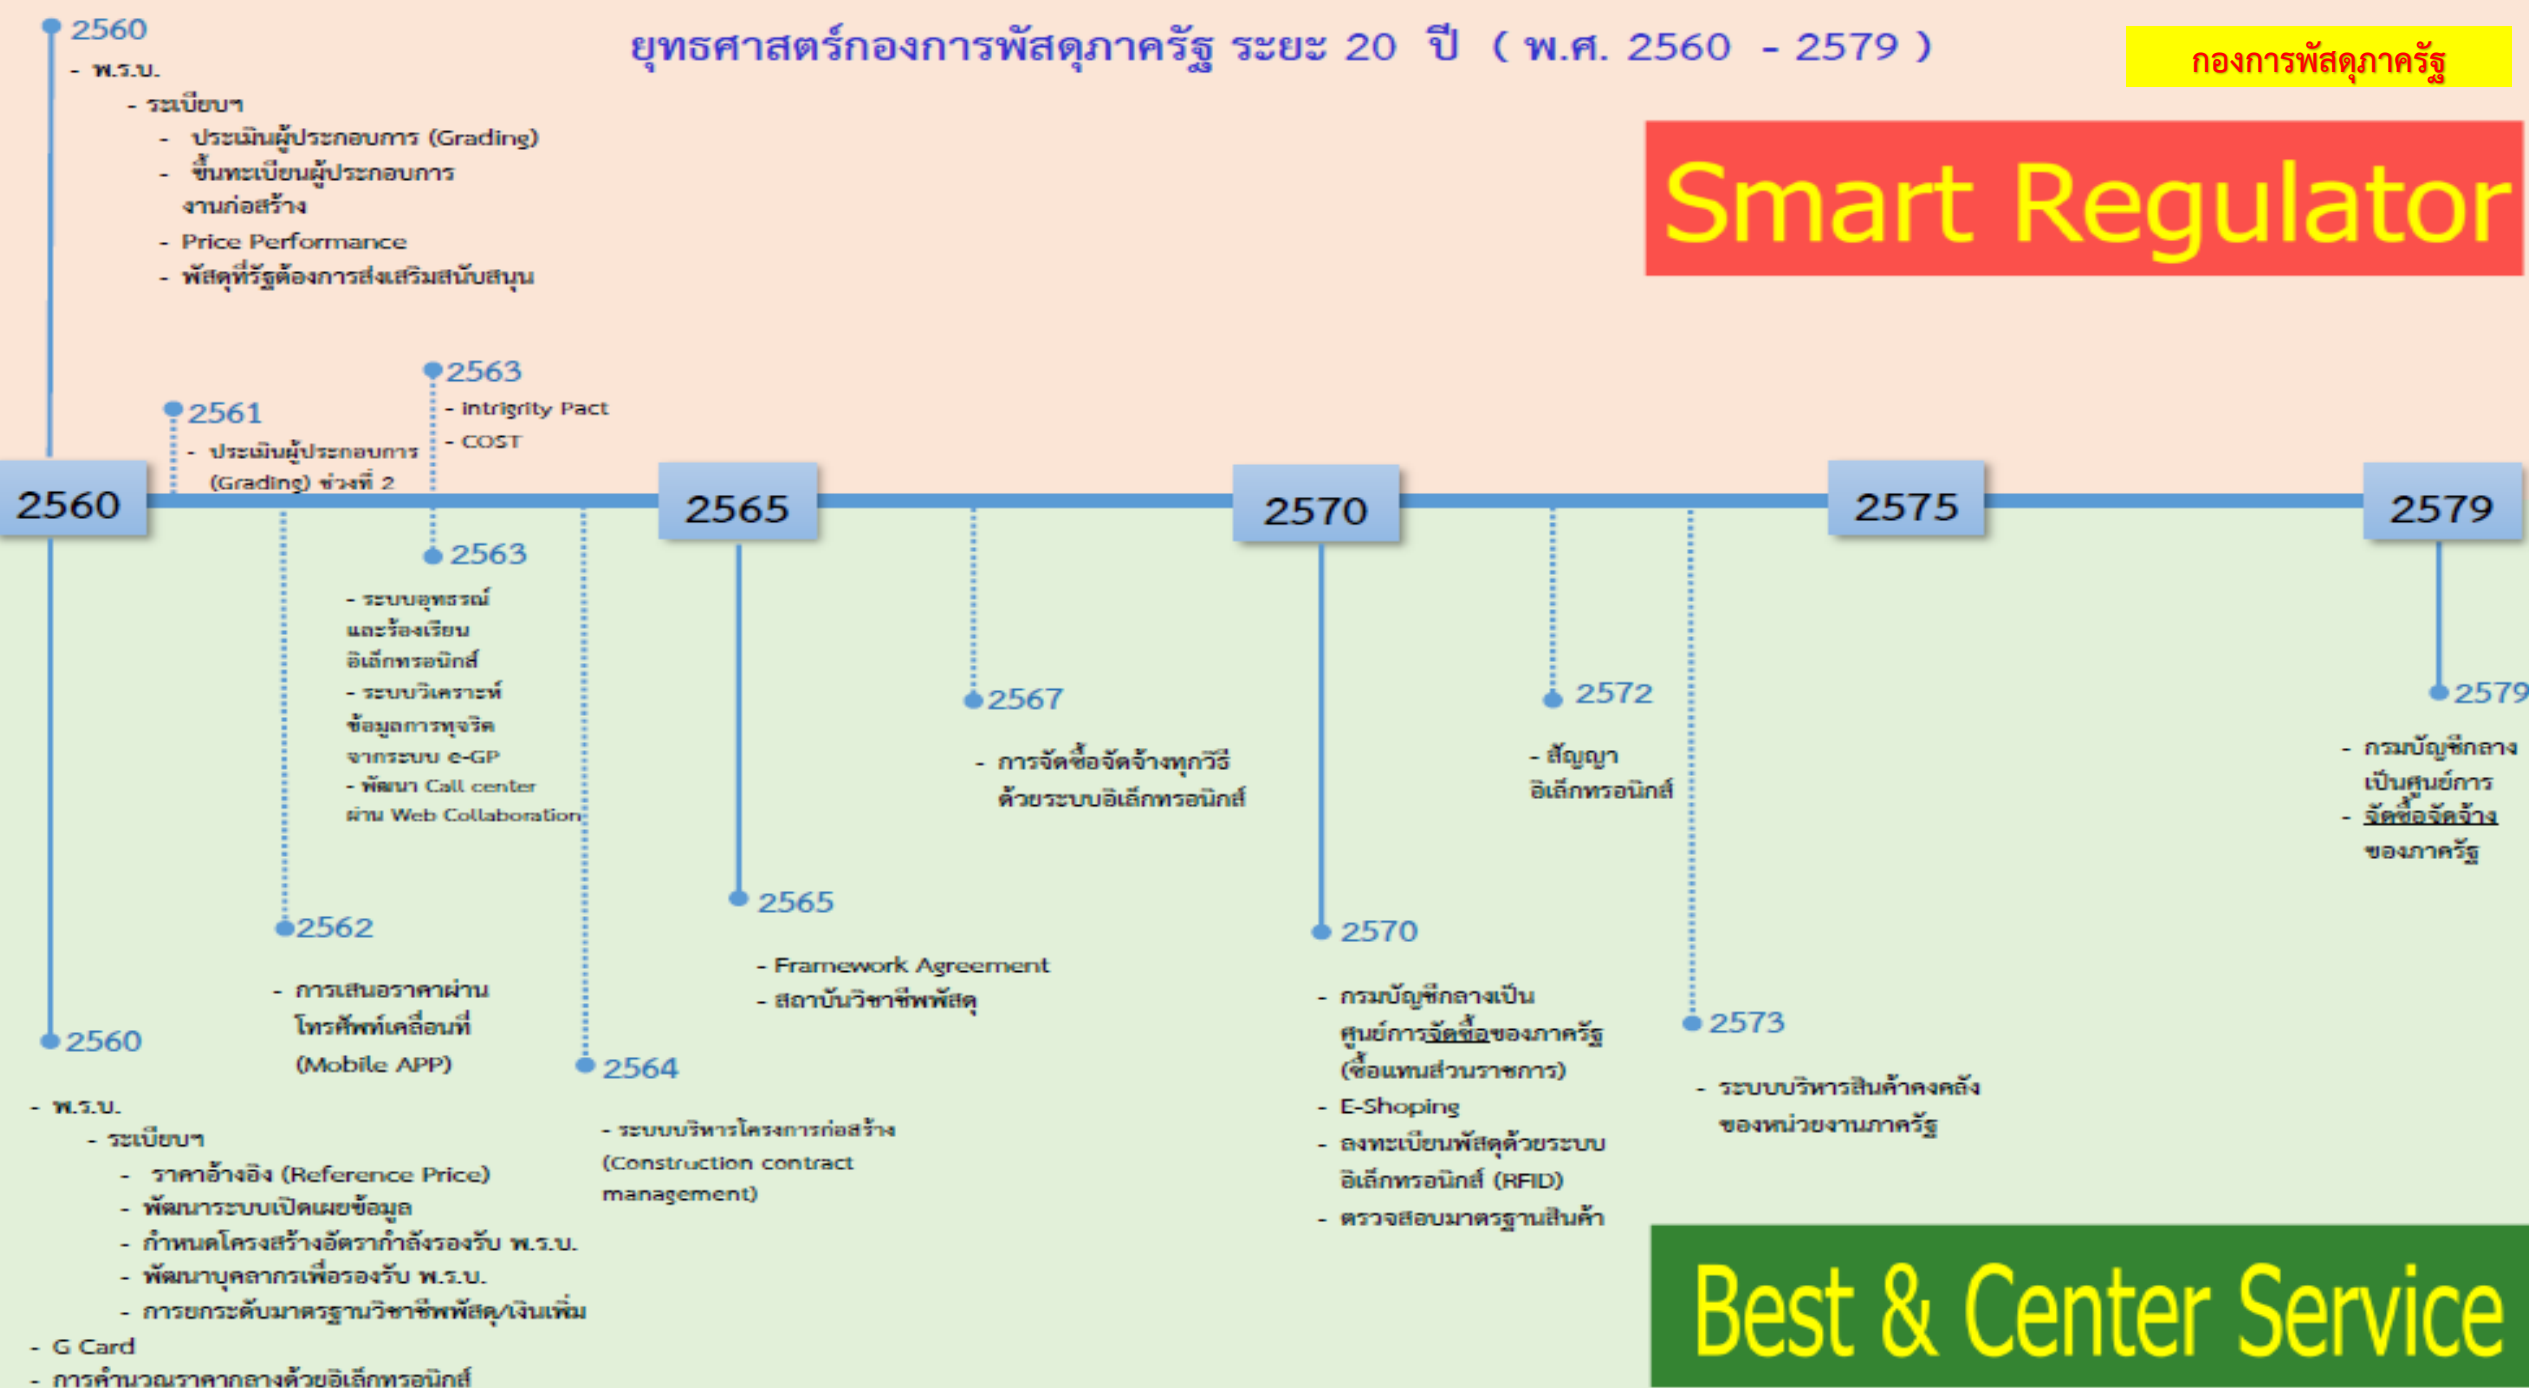 ยุทธศาสตร์กองการพัสดุภาครัฐ ระยะ 20 ปี ( พ.ศ. 2560 - 2579 )
กองการพัสดุภาครัฐ
Smart Regulator
2560
- พ.ร.บ.
- ระเบียบฯ
- ประเมินผู้ประกอบการ (Grading)
- ขึ้นทะเบียนผู้ประกอบการ
งานก่อสร้าง
- Price Performance
- พัสดุที่รัฐต้องการส่งเสริมสนับสนุน
2561
- ประเมินผู้ประกอบการ
(Grading) ช่วงที่ 2
2563
- Intrigrity Pact
- COST
2560
2565
2570
2575
2579
2563
- ระบบอุทธรณ์
และร้องเรียน
อิเล็กทรอนิกส์
- ระบบวิเคราะห์
ข้อมูลการทุจริต
จากระบบ e-GP
- พัฒนา Call center
ผ่าน Web Collaboration
2562
- การเสนอราคาผ่าน
โทรศัพท์เคลื่อนที่
(Mobile APP)
2560
- พ.ร.บ.
- ระเบียบฯ
- ราคาอ้างอิง (Reference Price)
- พัฒนาระบบเปิดเผยข้อมูล
- กำหนดโครงสร้างอัตรากำลังรองรับ พ.ร.บ.
- พัฒนาบุคลากรเพื่อรองรับ พ.ร.บ.
- การยกระดับมาตรฐานวิชาชีพพัสดุ/เงินเพิ่ม
- G Card
- การคำนวณราคากลางด้วยอิเล็กทรอนิกส์
2564
- ระบบบริหารโครงการก่อสร้าง
(Construction contract
management)
2565
- Framework Agreement
- สถาบันวิชาชีพพัสดุ
2567
- การจัดซื้อจัดจ้างทุกวิธี
ด้วยระบบอิเล็กทรอนิกส์
2570
- กรมบัญชีกลางเป็น
ศูนย์การจัดซื้อของภาครัฐ
(ซื้อแทนส่วนราชการ)
- E-Shoping
- ลงทะเบียนพัสดุด้วยระบบ
อิเล็กทรอนิกส์ (RFID)
- ตรวจสอบมาตรฐานสินค้า
2572
- สัญญา
อิเล็กทรอนิกส์
2573
- ระบบบริหารสินค้าคงคลัง
ของหน่วยงานภาครัฐ
2579
- กรมบัญชีกลาง
เป็นศูนย์การ
- จัดซื้อจัดจ้าง
ของภาครัฐ
Best & Center Service